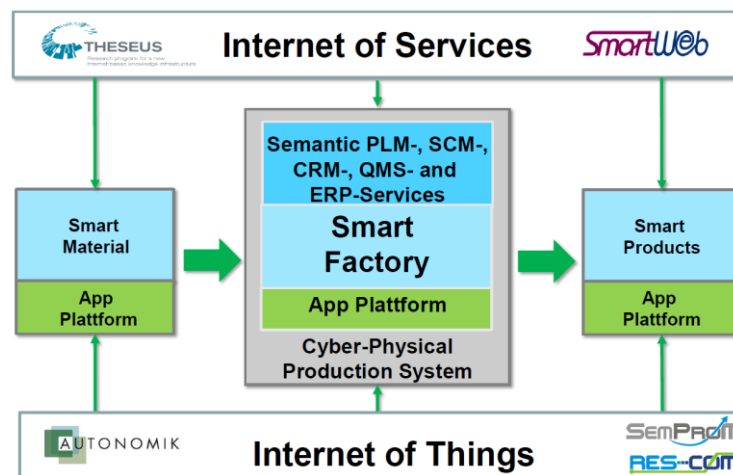 THESEUS
Research program for a new
internet-based knowledge infrastructure
Internet of Services
SmartW@b
Semantic PLM-, SCM-,
CRM-, QMS- and
ERP-Services
Smart
Material
App
Plattform
Smart
Factory
App Plattform
Cyber-Physical
Production System
Smart
Products
App
Plattform
AUTONOMIK
Internet of Things
SEMPROM
RES-COM